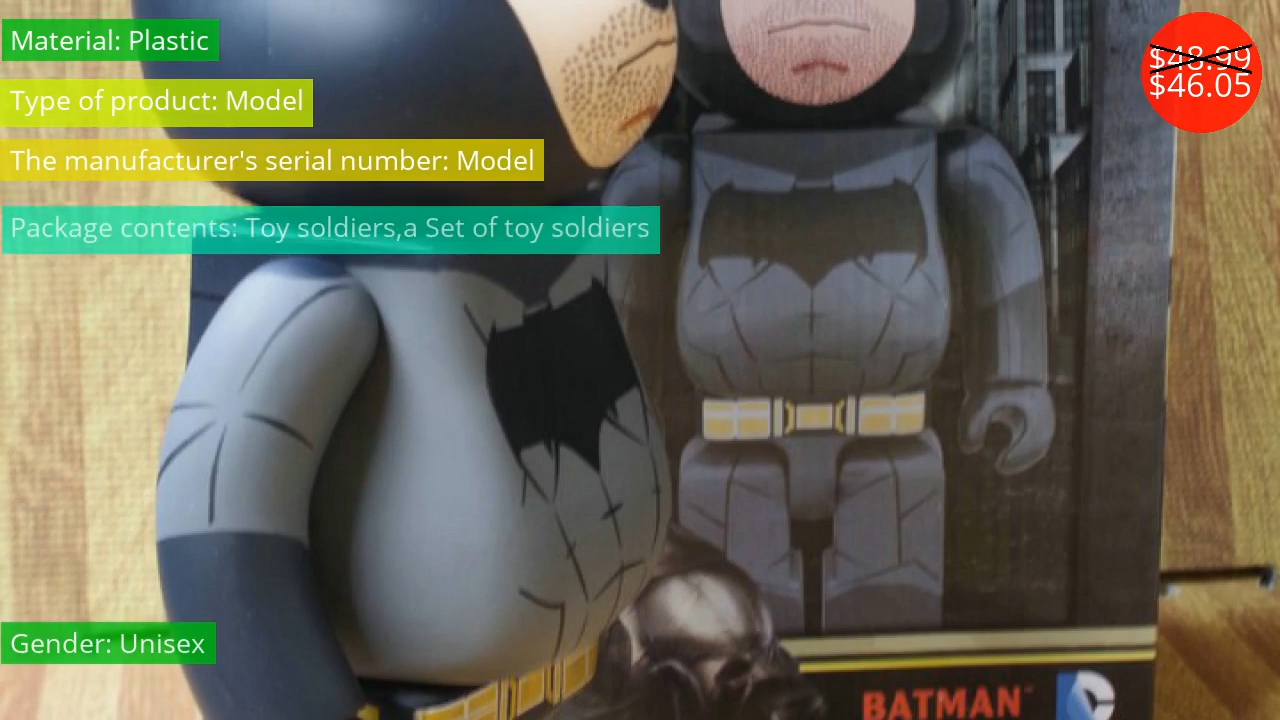 Material: Plastic
$48.99
$46.05
Type of product: Model
The manufacturer's serial number: Model
Package contents: Toy soldiers,a Set of toy soldiers
Gender: Unisex
BATMAN